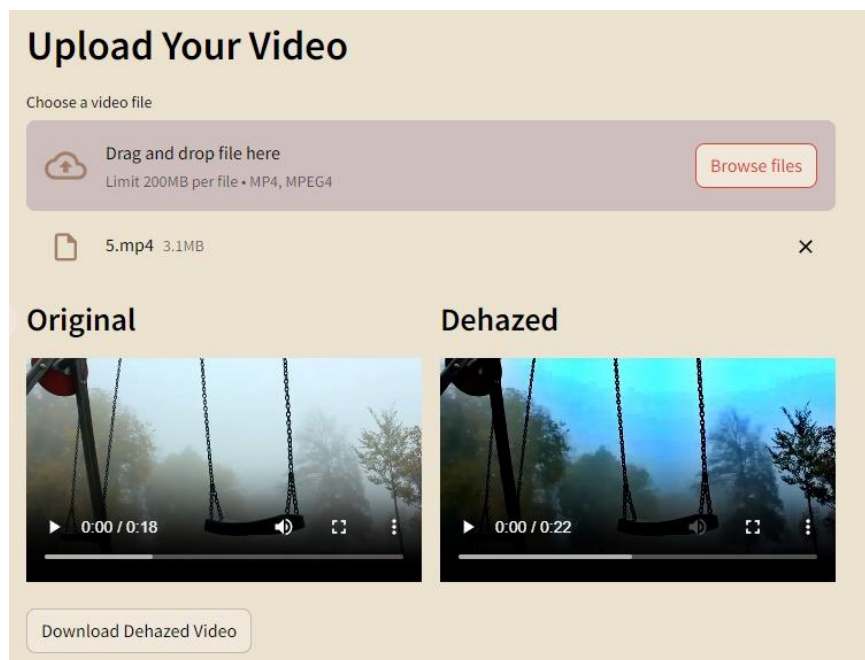 Upload Your Video
Choose a video file
Drag and drop file here
Limit 200MB per file • MP4, MPEG4
Browse files
5.mp4 3.1MB
Original
Dehazed
0:00 / 0:18
0:00 / 0:22
Download Dehazed Video